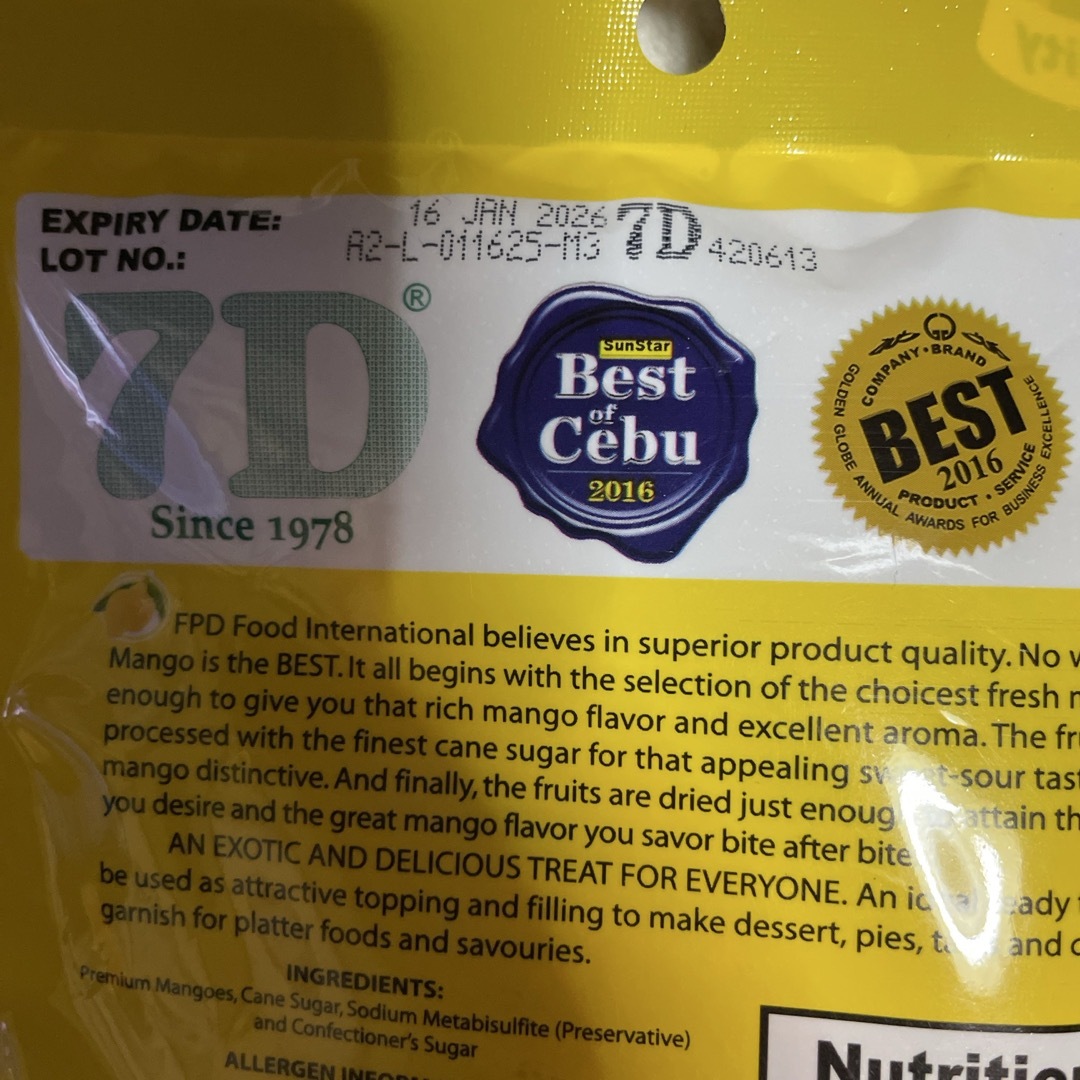 EXPIRY DATE: 16 JAN 2026
LOT NO.: A2-L-011625-M3 7D 420613
7D®
Since 1978
SunStar
Best
of
Cebu
2016
COMPANY • BRAND
BEST
2016
PRODUCT • SERVICE
GOLDEN GLOBE ANNUAL AWARDS FOR BUSINESS EXCELLENCE
FPD Food International believes in superior product quality. No
Mango is the BEST. It all begins with the selection of the choicest fresh
enough to give you that rich mango flavor and excellent aroma. The
processed with the finest cane sugar for that appealing sweet-sour
mango distinctive. And finally, the fruits are dried just attain
you desire and the great mango flavor you savor bite after bite
AN EXOTIC AND DELICIOUS TREAT FOR EVERYONE. An
be used as attractive topping and filling to make dessert, pies, and
garnish for platter foods and savouries.
INGREDIENTS:
Premium Mangoes, Cane Sugar, Sodium Metabisulfite (Preservative)
and Confectioner's Sugar
ALLERGEN